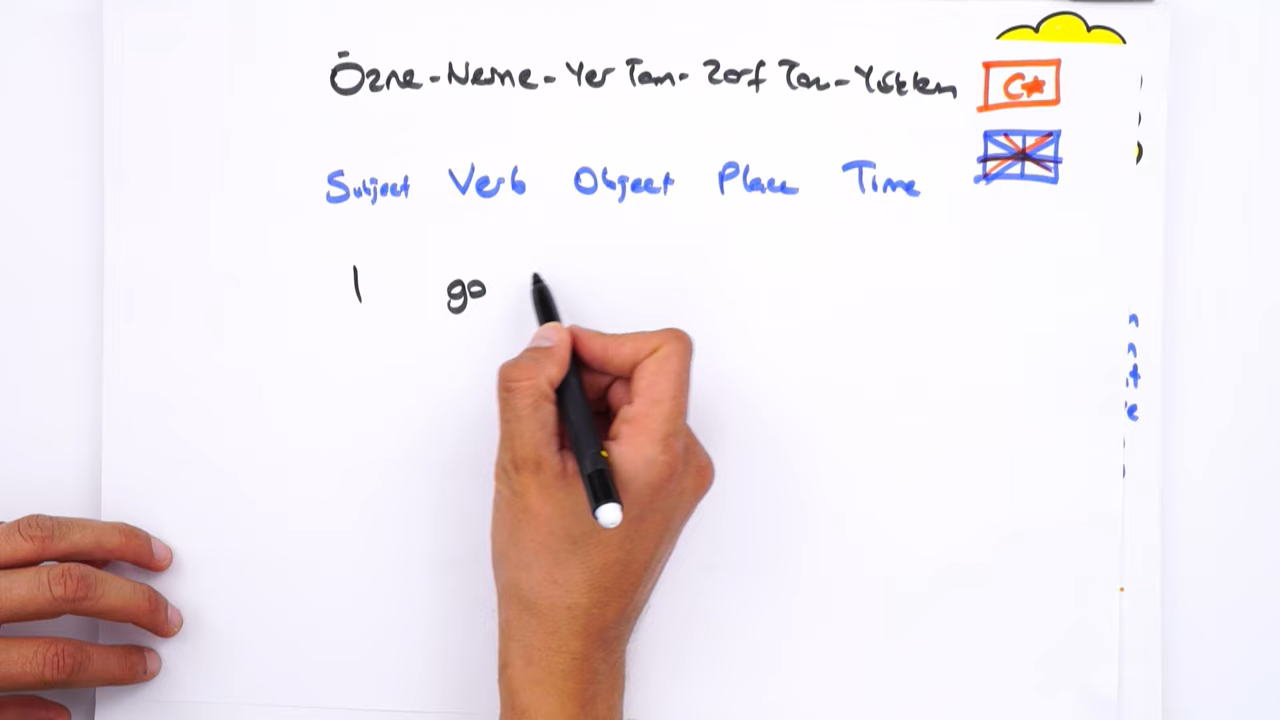 Özne-Nesne-Yer Tam- Zarf Tam-Yüklem
Subject Verb Object Place Time
I go